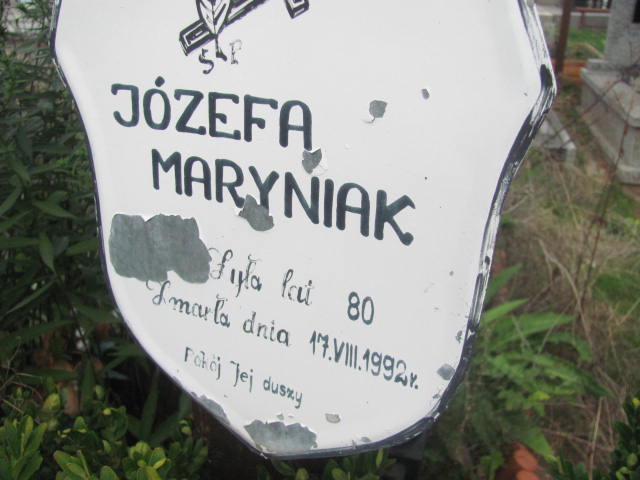 Ś P
JÓZEFA
MARYNIAK
Żyła lat 80
Zmarła dnia 17.VIII.1992r.
Pokój Jej duszy